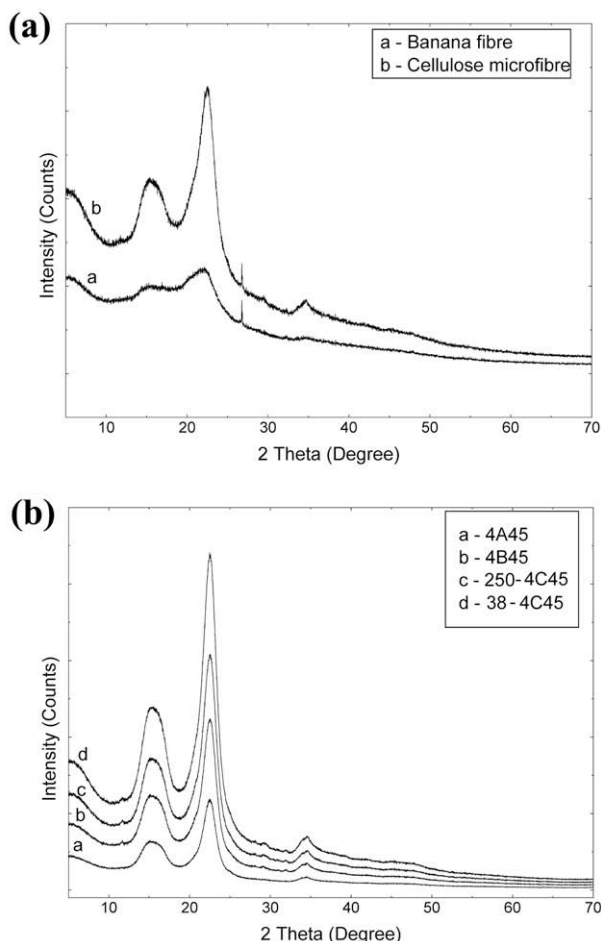 (a)
a - Banana fibre
b - Cellulose microfibre
b
a
Intensity (Counts)
10 20 30 40 50 60 70
2 Theta (Degree)
(b)
a - 4A45
b - 4B45
c - 250-4C45
d - 38-4C45
d
c
b
a
Intensity (Counts)
10 20 30 40 50 60 70
2 Theta (Degree)